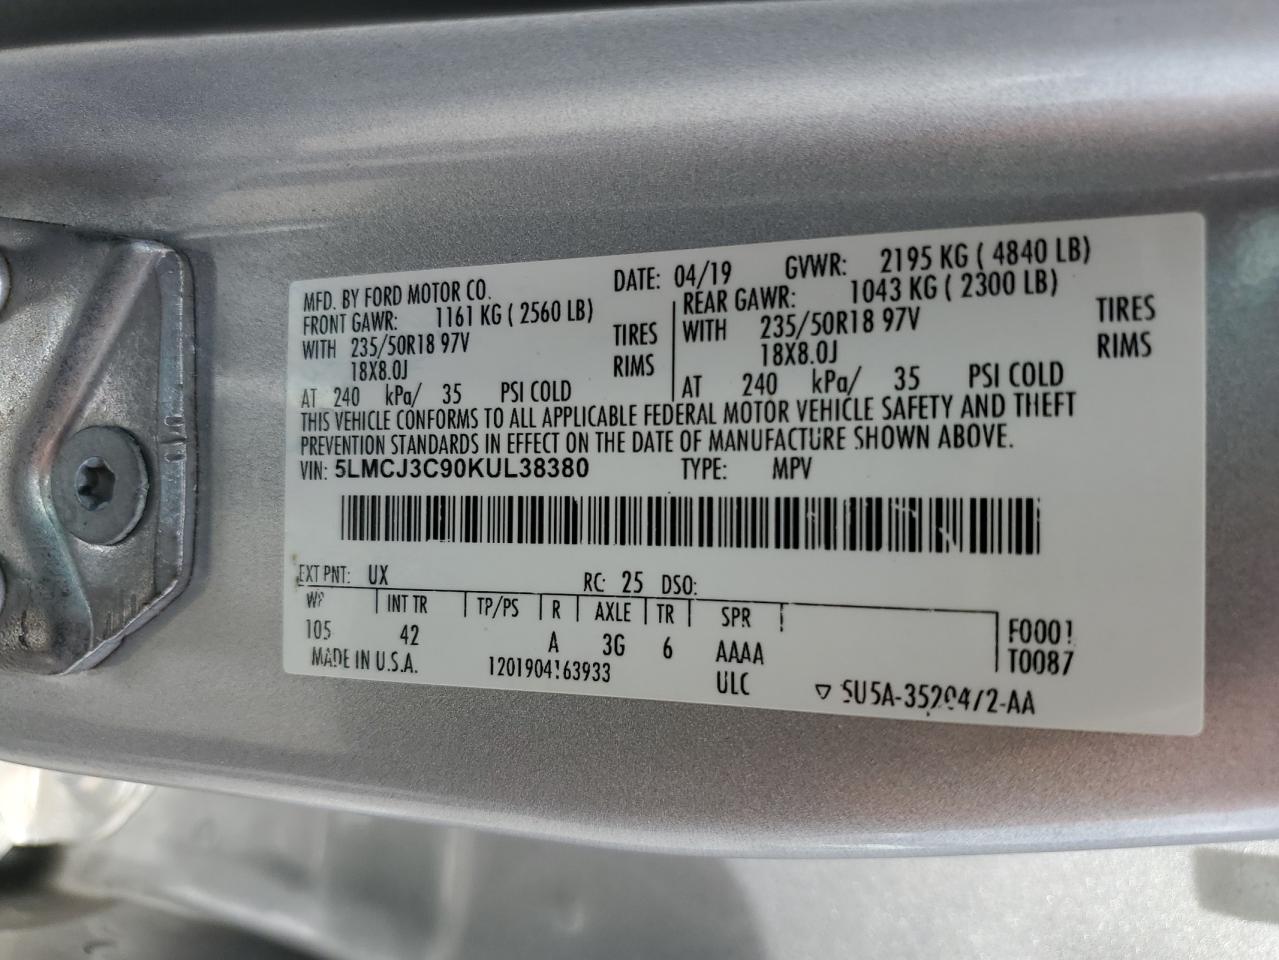 MFD. BY FORD MOTOR CO. DATE: 04/19 GVWR: 2195 KG ( 4840 LB)
FRONT GAWR: 1161 KG ( 2560 LB) REAR GAWR: 1043 KG ( 2300 LB)
WITH 235/50R18 97V TIRES WITH 235/50R18 97V TIRES
18X8.0J RIMS 18X8.0J RIMS
AT 240 kPa/ 35 PSI COLD AT 240 kPa/ 35 PSI COLD
THIS VEHICLE CONFORMS TO ALL APPLICABLE FEDERAL MOTOR VEHICLE SAFETY AND THEFT
PREVENTION STANDARDS IN EFFECT ON THE DATE OF MANUFACTURE SHOWN ABOVE.
VIN: 5LMCJ3C90KUL38380 TYPE: MPV
EXT PNT: UX RC: 25 DSO:
WB INT TR TP/PS R AXLE TR SPR
105 42 A 3G 6 AAAA F0001
MADE IN U.S.A. 1201904163933 ULC T0087
▽